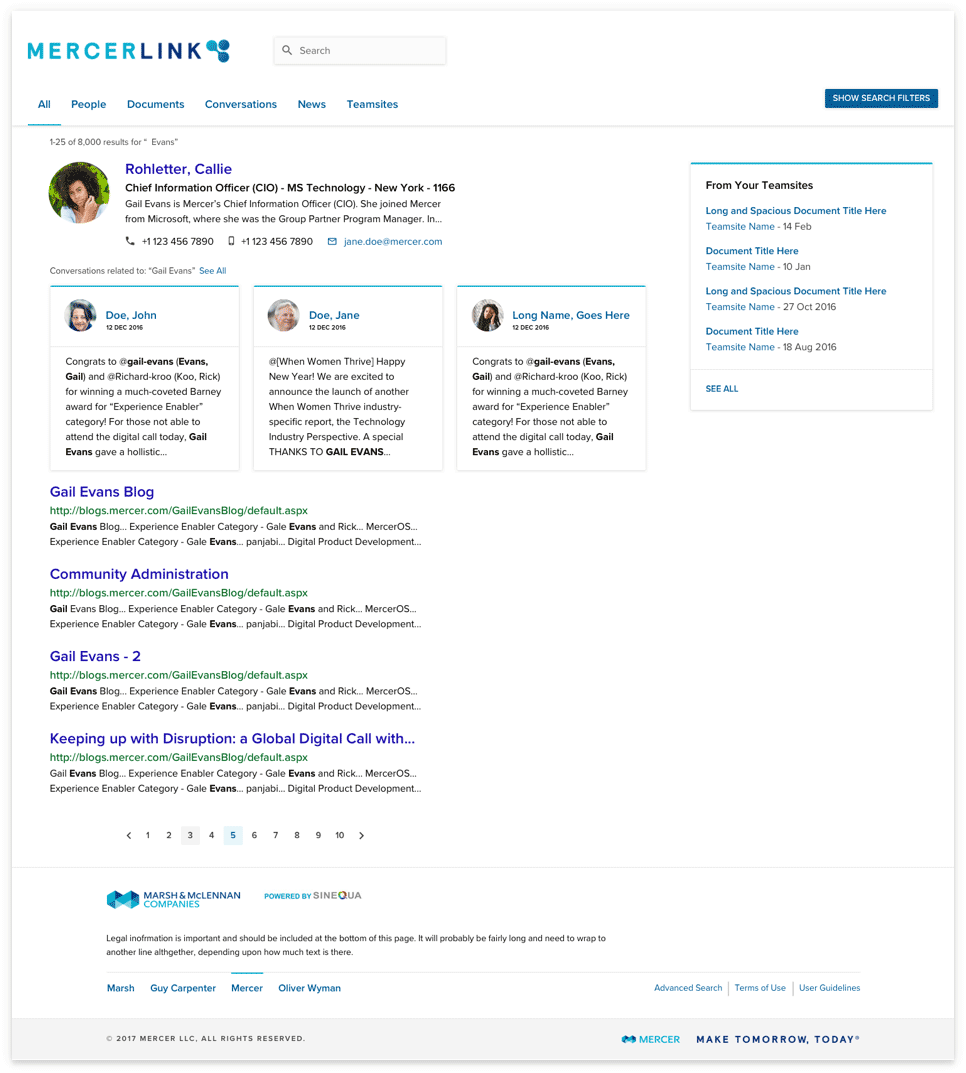 MERCERLINK
Search
All People Documents Conversations News Teamsites
SHOW SEARCH FILTERS
1-25 of 8,000 results for “ Evans”
Rohletter, Callie
Chief Information Officer (CIO) - MS Technology - New York - 1166
Gail Evans is Mercer’s Chief Information Officer (CIO). She joined Mercer
from Microsoft, where she was the Group Partner Program Manager. In...
+1 123 456 7890 +1 123 456 7890 jane.doe@mercer.com
Conversations related to: “Gail Evans” See All
Doe, John
12 DEC 2016
Congrats to @gail-evans (Evans,
Gail) and @Richard-kroo (Koo, Rick)
for winning a much-coveted Barney
award for “Experience Enabler”
category! For those not able to
attend the digital call today, Gail
Evans gave a hollistic...
Doe, Jane
12 DEC 2016
@[When Women Thrive] Happy
New Year! We are excited to
announce the launch of another
When Women Thrive industry-
specific report, the Technology
Industry Perspective. A special
THANKS TO GAIL EVANS...
Long Name, Goes Here
12 DEC 2016
Congrats to @gail-evans (Evans,
Gail) and @Richard-kroo (Koo, Rick)
for winning a much-coveted Barney
award for “Experience Enabler”
category! For those not able to
attend the digital call today, Gail
Evans gave a hollistic...
From Your Teamsites
Long and Spacious Document Title Here
Teamsite Name - 14 Feb
Document Title Here
Teamsite Name - 10 Jan
Long and Spacious Document Title Here
Teamsite Name - 27 Oct 2016
Document Title Here
Teamsite Name - 18 Aug 2016
SEE ALL
Gail Evans Blog
http://blogs.mercer.com/GailEvansBlog/default.aspx
Gail Evans Blog... Experience Enabler Category - Gale Evans and Rick... MercerOS...
Experience Enabler Category - Gale Evans... panjabi... Digital Product Development...
Community Administration
http://blogs.mercer.com/GailEvansBlog/default.aspx
Gail Evans Blog... Experience Enabler Category - Gale Evans and Rick... MercerOS...
Experience Enabler Category - Gale Evans... panjabi... Digital Product Development...
Gail Evans - 2
http://blogs.mercer.com/GailEvansBlog/default.aspx
Gail Evans Blog... Experience Enabler Category - Gale Evans and Rick... MercerOS...
Experience Enabler Category - Gale Evans... panjabi... Digital Product Development...
Keeping up with Disruption: a Global Digital Call with...
http://blogs.mercer.com/GailEvansBlog/default.aspx
Gail Evans Blog... Experience Enabler Category - Gale Evans and Rick... MercerOS...
Experience Enabler Category - Gale Evans... panjabi... Digital Product Development...
1 2 3 4 5 6 7 8 9 10
MARSH & McLENNAN
COMPANIES
POWERED BY SINEQUA
Legal inofrmation is important and should be included at the bottom of this page. It will probably be fairly long and need to wrap to
another line althgether, depending upon how much text is there.
Marsh Guy Carpenter Mercer Oliver Wyman
Advanced Search Terms of Use User Guidelines
© 2017 MERCER LLC, ALL RIGHTS RESERVED.
MERCER MAKE TOMORROW, TODAY®